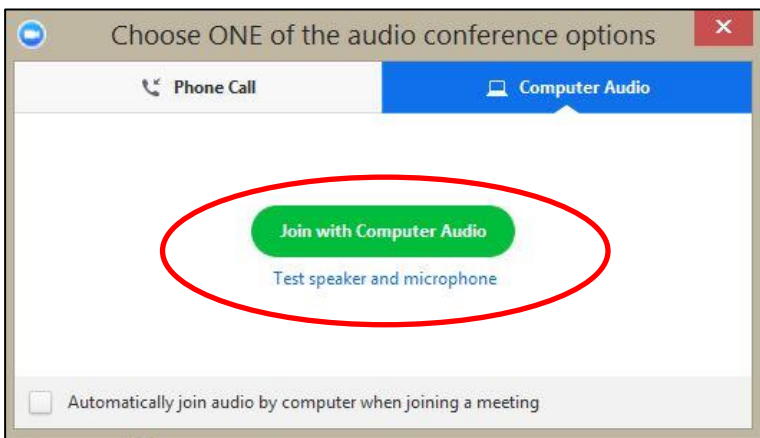 Choose ONE of the audio conference options
Phone Call
Computer Audio
Join with Computer Audio
Test speaker and microphone
Automatically join audio by computer when joining a meeting